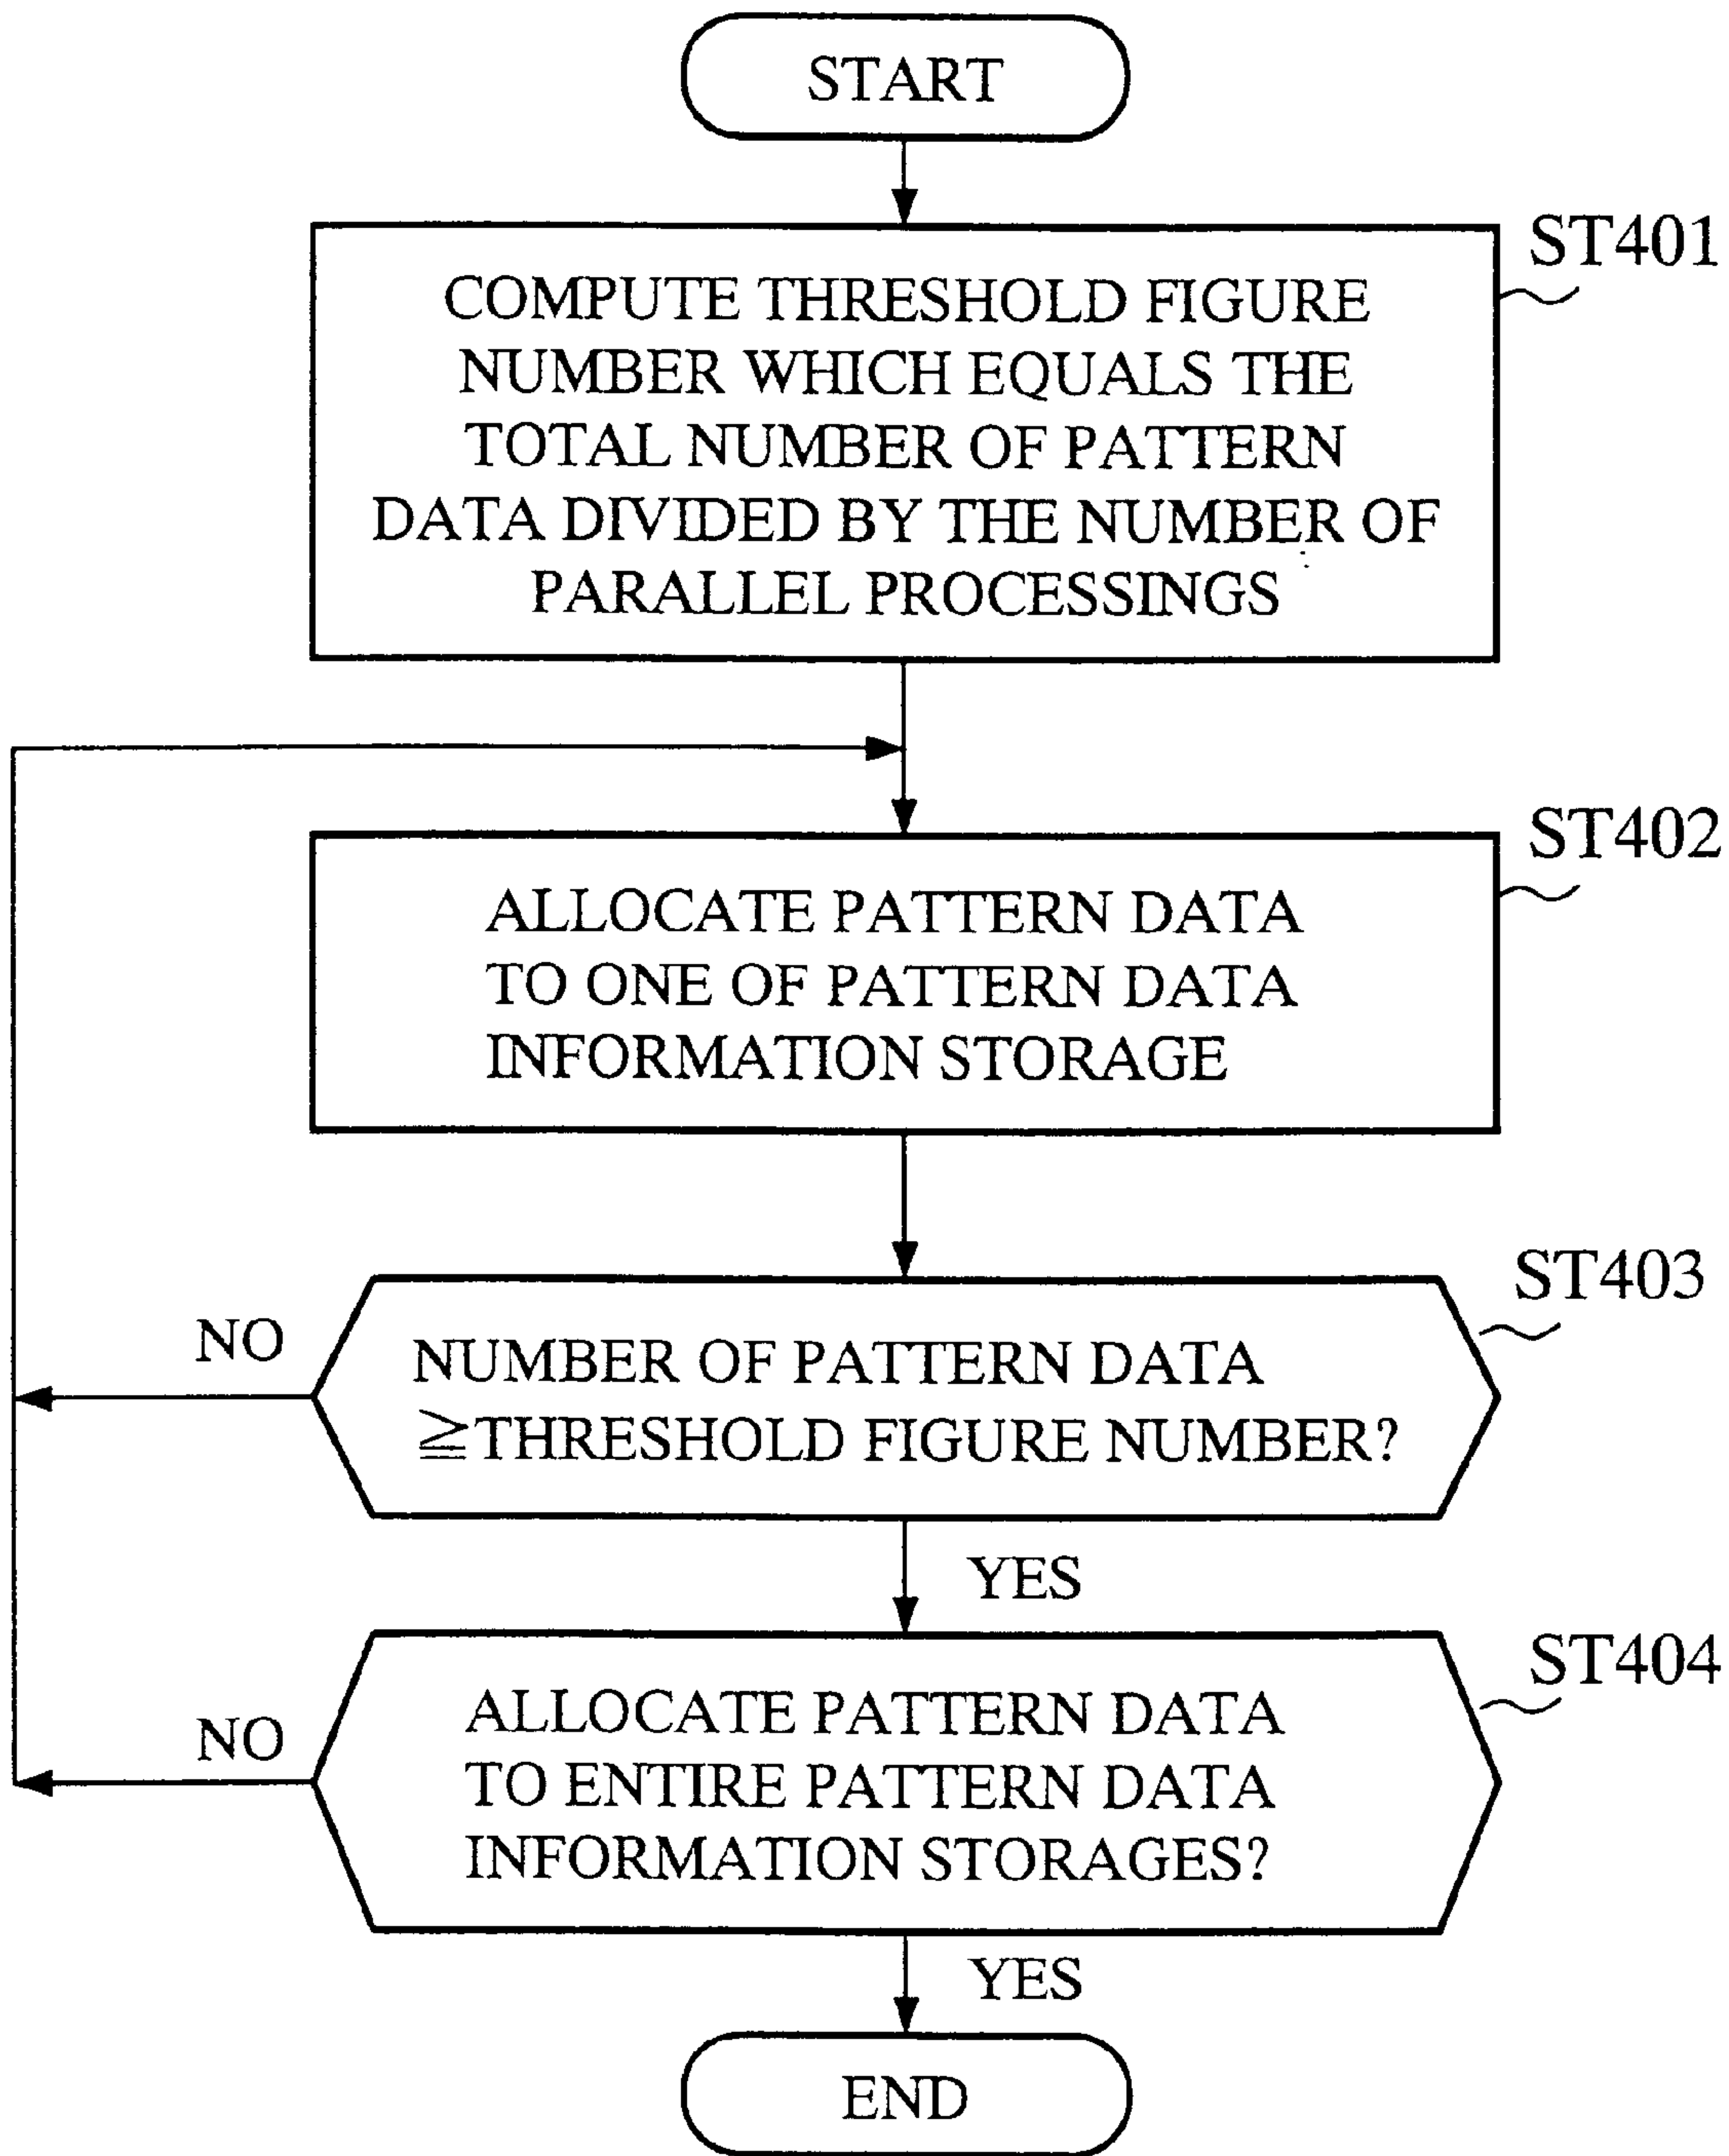 START
ST401
COMPUTE THRESHOLD FIGURE
NUMBER WHICH EQUALS THE
TOTAL NUMBER OF PATTERN
DATA DIVIDED BY THE NUMBER OF
PARALLEL PROCESSINGS
ST402
ALLOCATE PATTERN DATA
TO ONE OF PATTERN DATA
INFORMATION STORAGE
ST403
NO
NUMBER OF PATTERN DATA
≧THRESHOLD FIGURE NUMBER?
YES
ST404
NO
ALLOCATE PATTERN DATA
TO ENTIRE PATTERN DATA
INFORMATION STORAGES?
YES
END